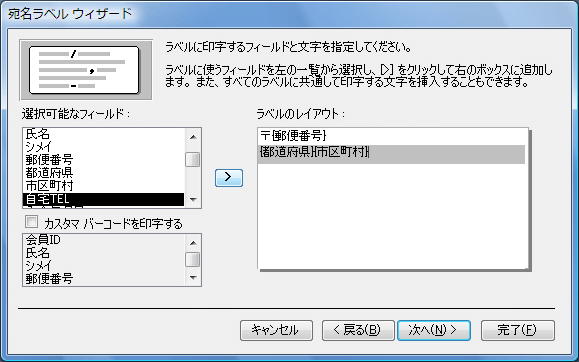 宛名ラベル ウィザード
ラベルに印字するフィールドと文字を指定してください。
ラベルに使うフィールドを左の一覧から選択し、[>] をクリックして右のボックスに追加し
ます。また、すべてのラベルに共通して印字する文字を挿入することもできます。
選択可能なフィールド:
ラベルのレイアウト:
氏名
シメイ
郵便番号
都道府県
市区町村
自宅TEL
>
〒{郵便番号}
{都道府県}{市区町村}
カスタマ バーコードを印字する
会員ID
氏名
シメイ
郵便番号
キャンセル
< 戻る(B)
次へ(N) >
完了(F)